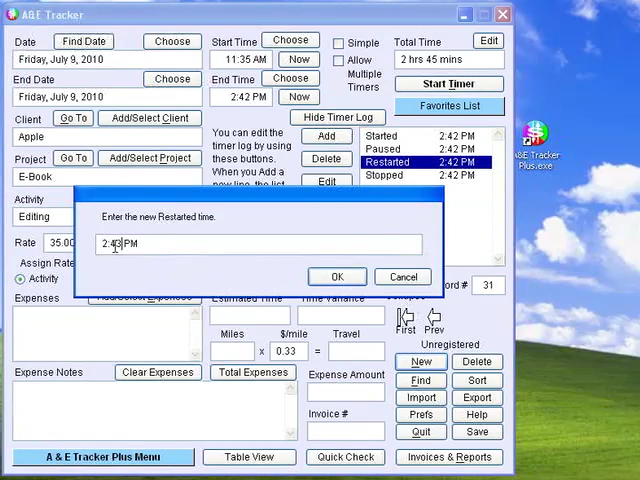 A&E Tracker
Date
Find Date
Choose
Friday, July 9, 2010
End Date
Choose
Friday, July 9, 2010
Client
Go To
Add/Select Client
Apple
Project
Go To
Add/Select Project
E-Book
Activity
Editing
Rate
35.00
Assign Rate
Activity
Start Time
Choose
11:35 AM
Now
End Time
Choose
2:42 PM
Now
Simple
Allow
Multiple
Timers
Total Time
Edit
2 hrs 45 mins
Start Timer
Favorites List
Hide Timer Log
You can edit the
timer log by using
these buttons.
When you Add a
new line, the list
Add
Delete
Edit
Started 2:42 PM
Paused 2:42 PM
Restarted 2:42 PM
Stopped 2:42 PM
Enter the new Restarted time.
2:43 PM
OK
Cancel
Expenses
Add/Select Expenses
Estimated Time
Time Variance
ord # 31
First
Prev
Unregistered
Miles
$/mile
Travel
x 0.33 =
Expense Notes
Clear Expenses
Total Expenses
Expense Amount
Invoice #
New
Delete
Find
Sort
Import
Export
Prefs
Help
Quit
Save
A & E Tracker Plus Menu
Table View
Quick Check
Invoices & Reports
A&E Tracker
Plus.exe